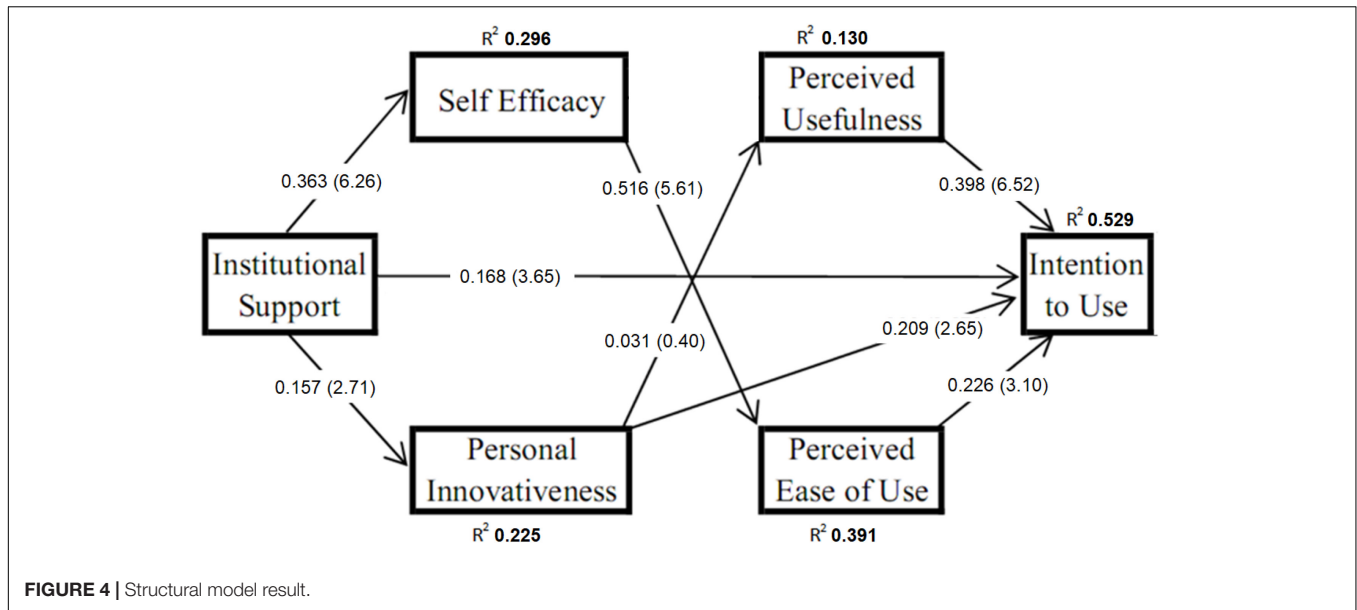 R² 0.296
R² 0.130
Self Efficacy
Perceived
Usefulness
0.363 (6.26)
0.516 (5.61)
0.398 (6.52)
R² 0.529
Institutional
Support
0.168 (3.65)
Intention
to Use
0.031 (0.40)
0.209 (2.65)
0.157 (2.71)
0.226 (3.10)
Personal
Innovativeness
Perceived
Ease of Use
R² 0.225
R² 0.391
FIGURE 4 | Structural model result.